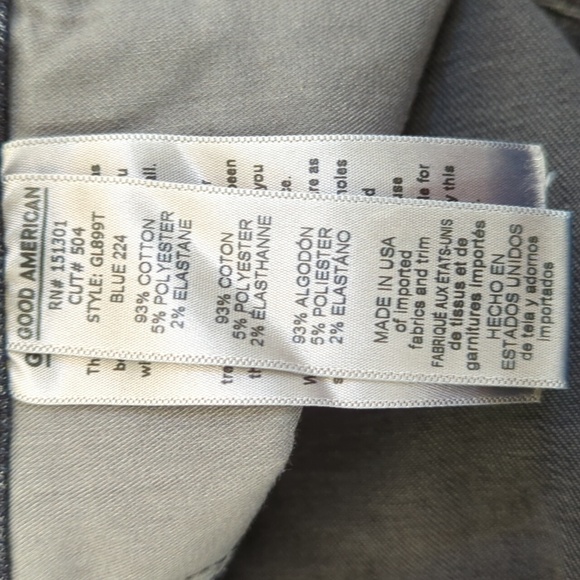 GOOD AMERICAN
RN# 151301
CUT# 504
STYLE: GL899T
BLUE 224
93% COTTON
5% POLYESTER
2% ELASTANE
93% COTON
5% POLYESTER
2% ÉLASTHANNE
93% ALGODÓN
5% POLIESTER
2% ELASTÁNO
MADE IN USA
of imported
fabrics and trim
FABRIQUÉ AUX ÉTATS-UNIS
de tissus et de
garnitures importés
HECHO EN
ESTADOS UNIDOS
de tela y adornos
importados